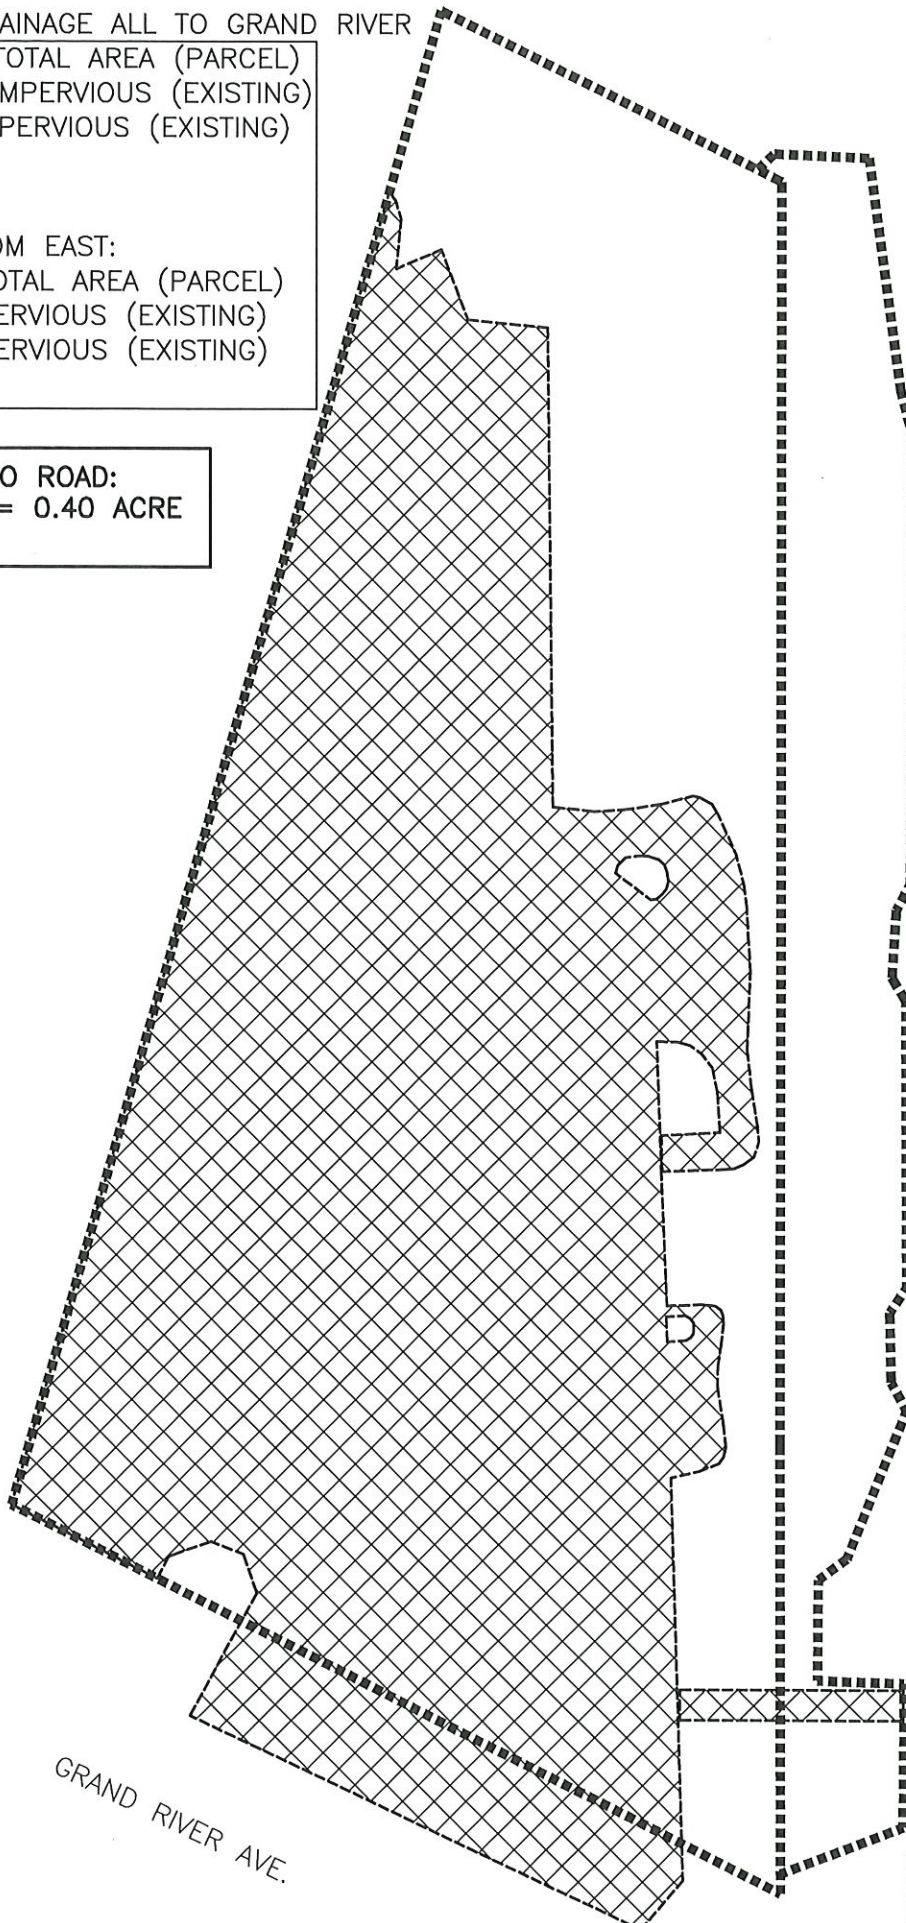 AINAGE ALL TO GRAND RIVER
TOTAL AREA (PARCEL)
MPERVIOUS (EXISTING)
PERVIOUS (EXISTING)
OM EAST:
OTAL AREA (PARCEL)
ERVIOUS (EXISTING)
ERVIOUS (EXISTING)
O ROAD:
= 0.40 ACRE
GRAND RIVER AVE.